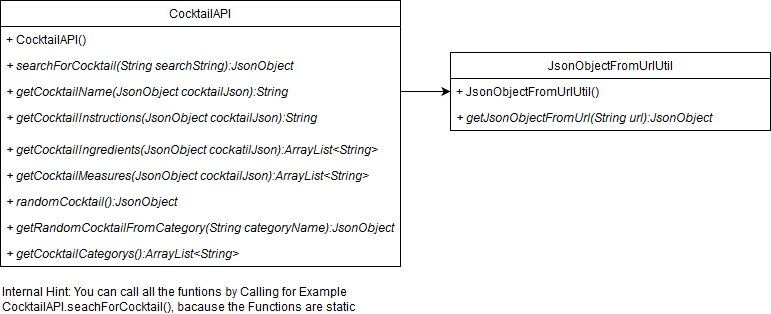 CocktailAPI
+ CocktailAPI()
+ searchForCocktail(String searchString):JsonObject
+ getCocktailName(JsonObject cocktailJson):String
+ getCocktailInstructions(JsonObject cocktailJson):String
+ getCocktailIngredients(JsonObject cockatilJson):ArrayList<String>
+ getCocktailMeasures(JsonObject cocktailJson):ArrayList<String>
+ randomCocktail():JsonObject
+ getRandomCocktailFromCategory(String categoryName):JsonObject
+ getCocktailCategorys():ArrayList<String>
JsonObjectFromUrlUtil
+ JsonObjectFromUrlUtil()
+ getJsonObjectFromUrl(String url):JsonObject
Internal Hint: You can call all the funtions by Calling for Example
CocktailAPI.seachForCocktail(), bacause the Functions are static